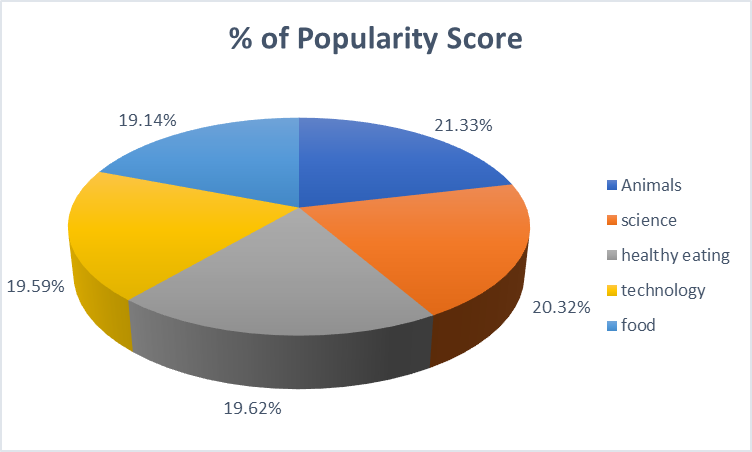 % of Popularity Score
19.14%
21.33%
Animals
science
healthy eating
technology
food
19.59%
20.32%
19.62%